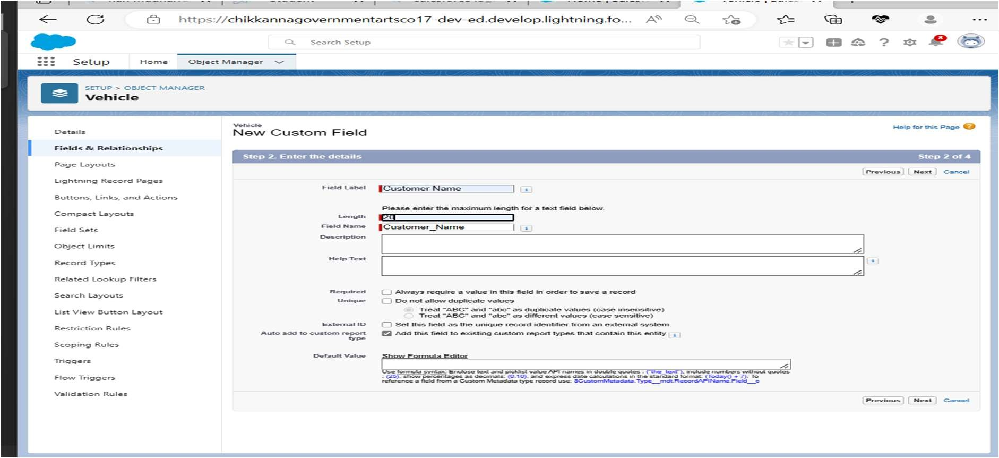 https://chikkannagovernmentartsco17-dev-ed.develop.lightning.fo...
Search Setup
8
Setup
Home
Object Manager
SETUP > OBJECT MANAGER
Vehicle
Details
Fields & Relationships
Page Layouts
Lightning Record Pages
Buttons, Links, and Actions
Compact Layouts
Field Sets
Object Limits
Record Types
Related Lookup Filters
Search Layouts
List View Button Layout
Restriction Rules
Scoping Rules
Triggers
Flow Triggers
Validation Rules
Vehicle
New Custom Field
Help for this Page
Step 2. Enter the details
Step 2 of 4
Previous Next Cancel
Field Label Customer Name
Please enter the maximum length for a text field below.
Length 20
Field Name Customer_Name
Description
Help Text
Required Always require a value in this field in order to save a record
Unique Do not allow duplicate values
Treat "ABC" and "abc" as duplicate values (case insensitive)
Treat "ABC" and "abc" as different values (case sensitive)
External ID Set this field as the unique record identifier from an external system
Auto add to custom report type Add this field to existing custom report types that contain this entity
Default Value Show Formula Editor
Use formula syntax: Enclose text and picklist value API names in double quotes : ("the_text"), include numbers without quotes
: (25), show percentages as decimals: (0.10), and express date calculations in the standard format: (Today() + 7). To
reference a field from a Custom Metadata type record use: $CustomMetadata.Type__mdt.RecordAPIName.Field__c
Previous Next Cancel